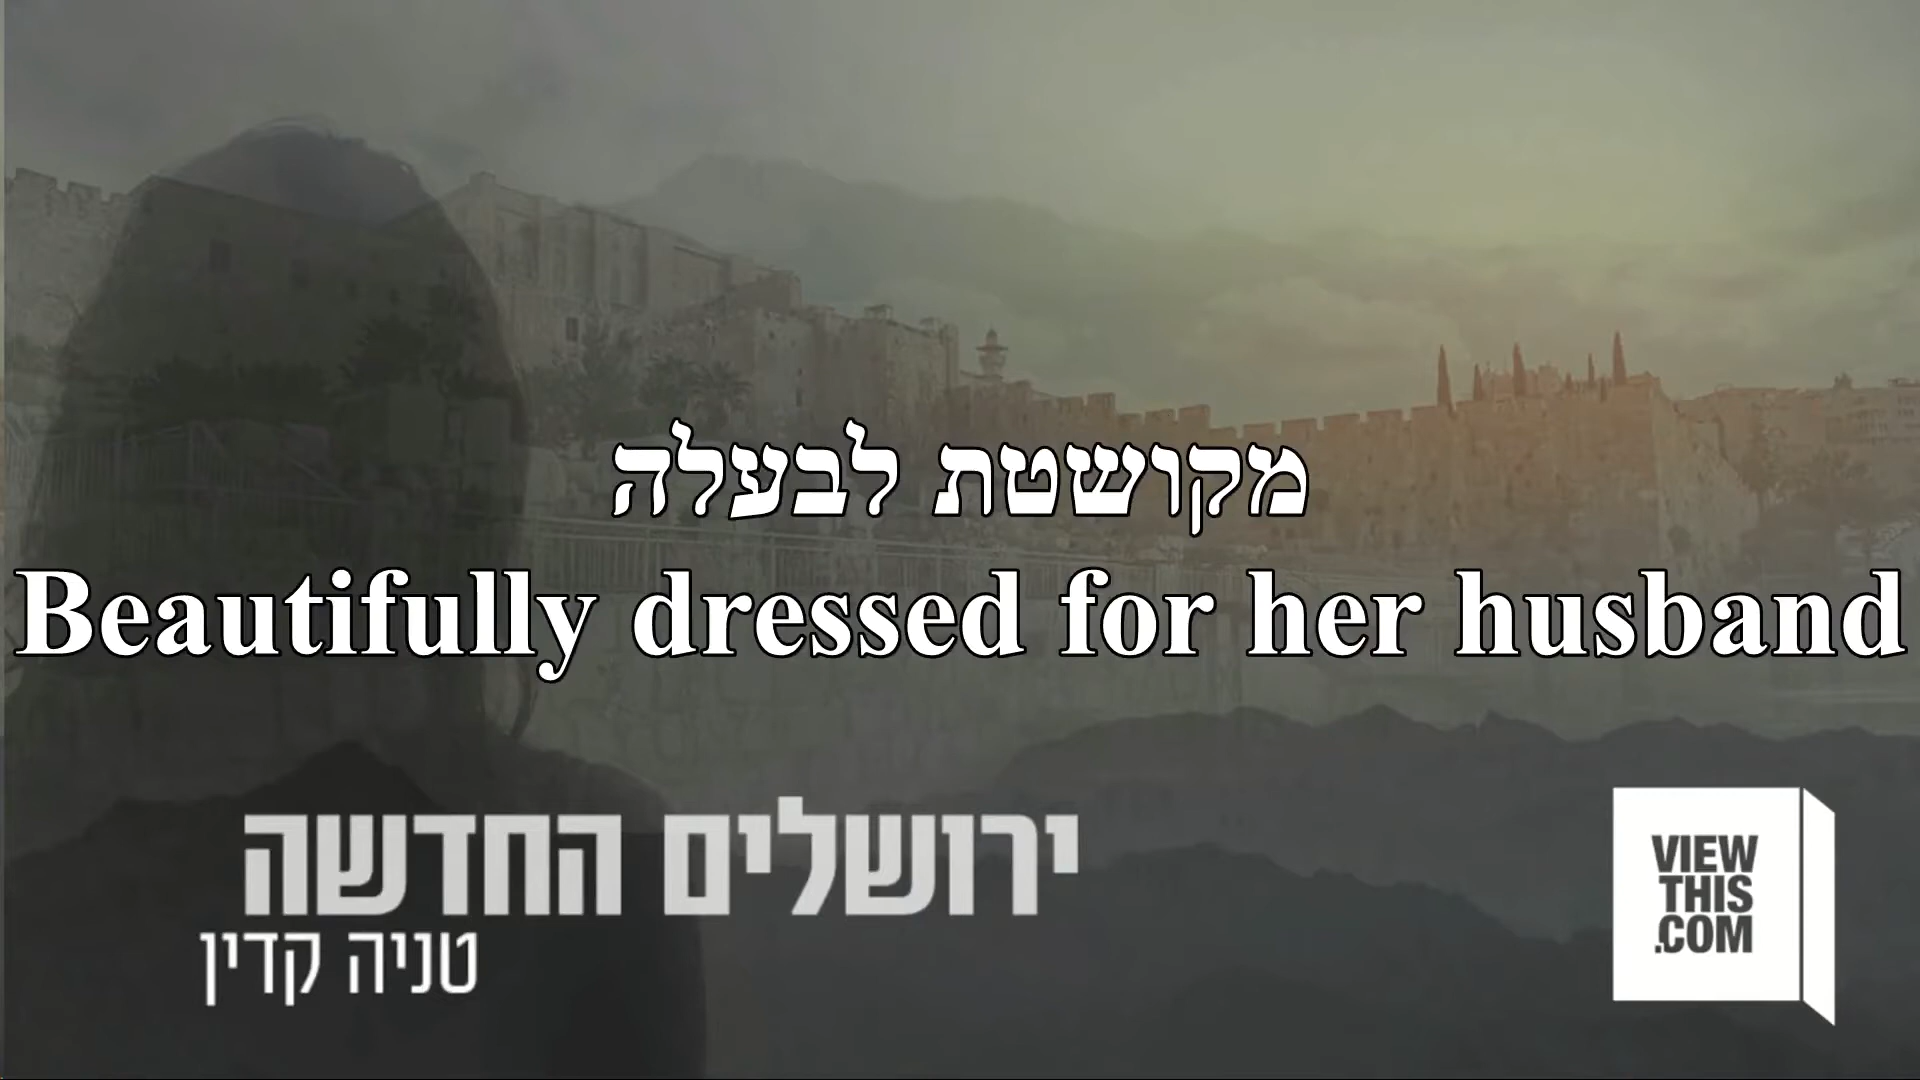 מקושטת לבעלה
Beautifully dressed for her husband
ירושלים החדשה
טניה קדין
VIEW
THIS
.COM